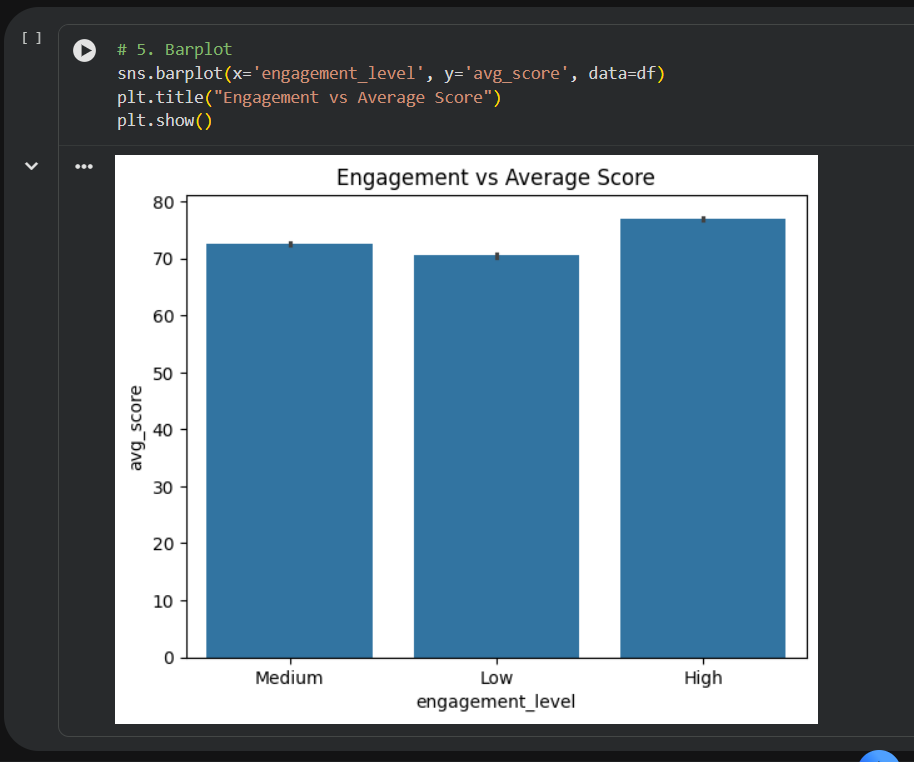 [ ]
# 5. Barplot
sns.barplot(x='engagement_level', y='avg_score', data=df)
plt.title("Engagement vs Average Score")
plt.show()
Engagement vs Average Score
80
70
60
50
40
30
20
10
0
avg_score
Medium Low High
engagement_level